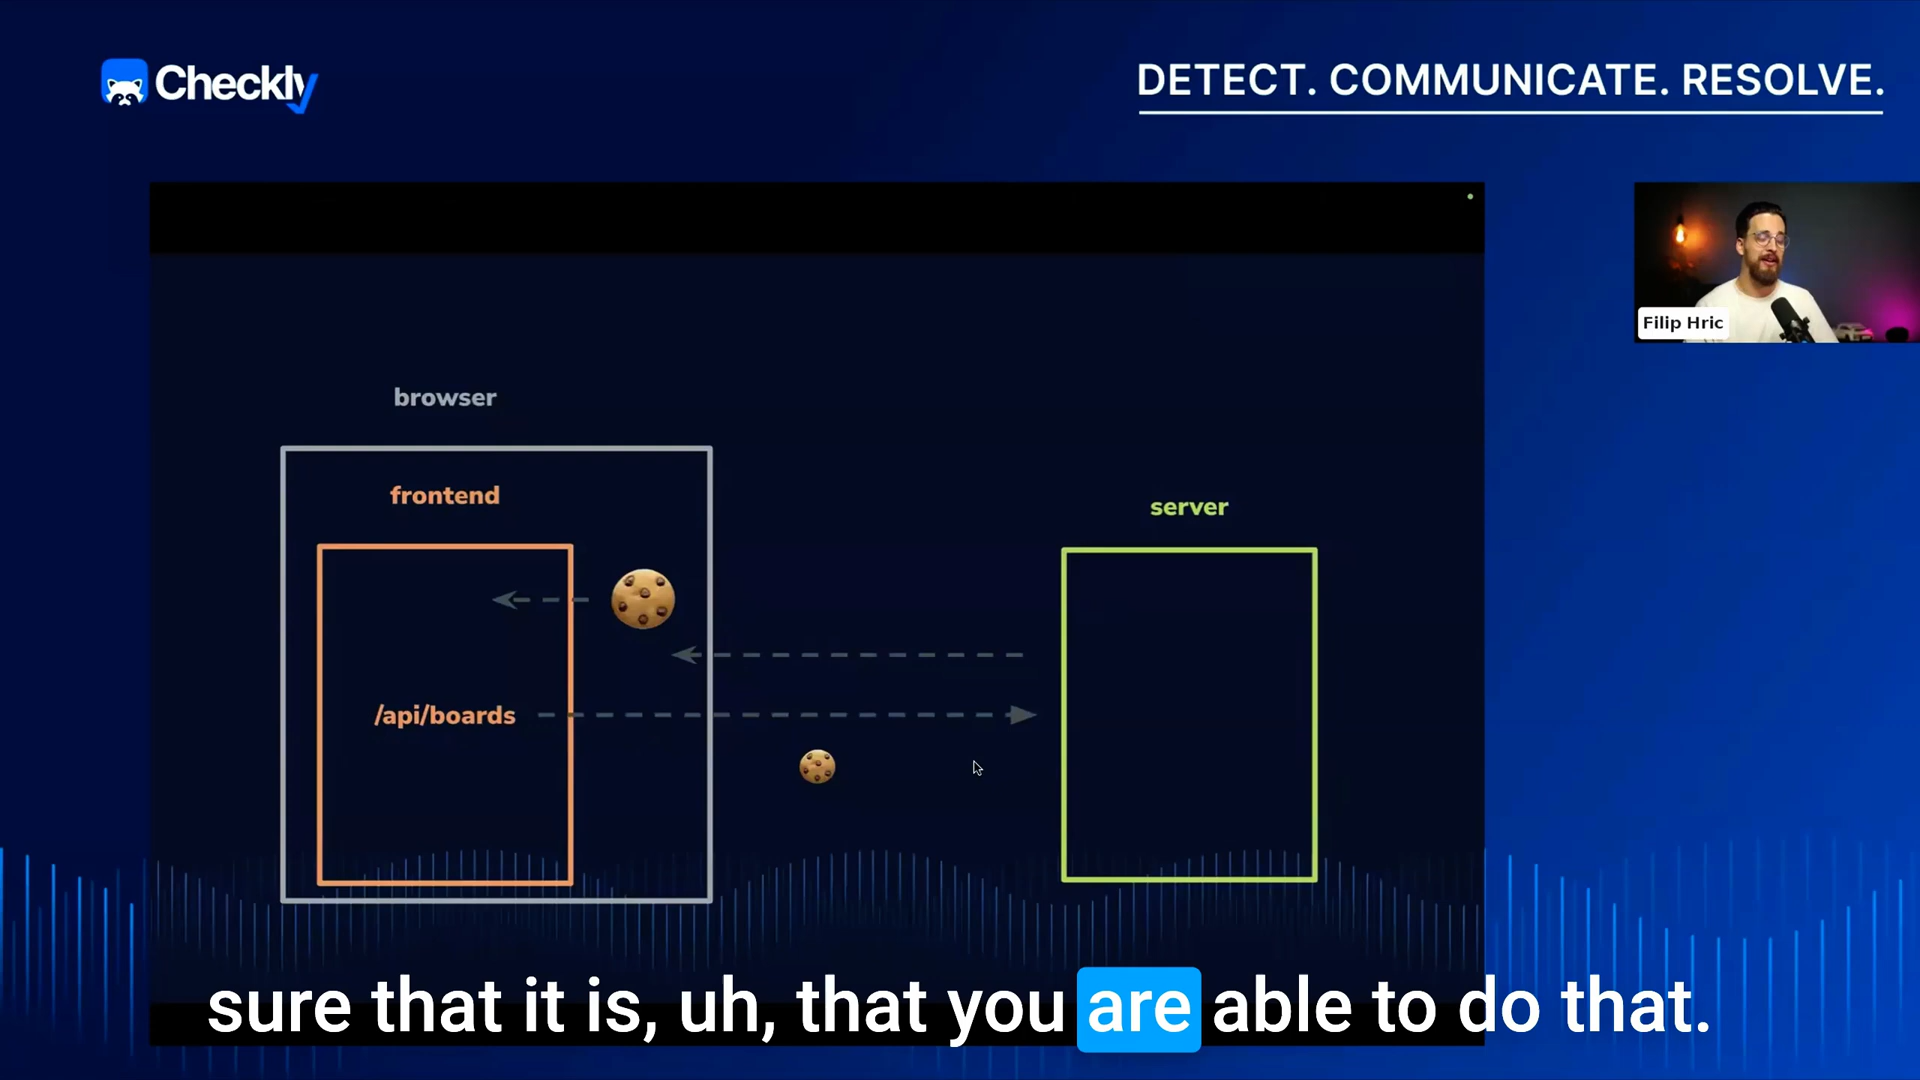 Checkly
DETECT. COMMUNICATE. RESOLVE.
Filip Hric
browser
frontend
server
/api/boards
sure that it is, uh, that you are able to do that.